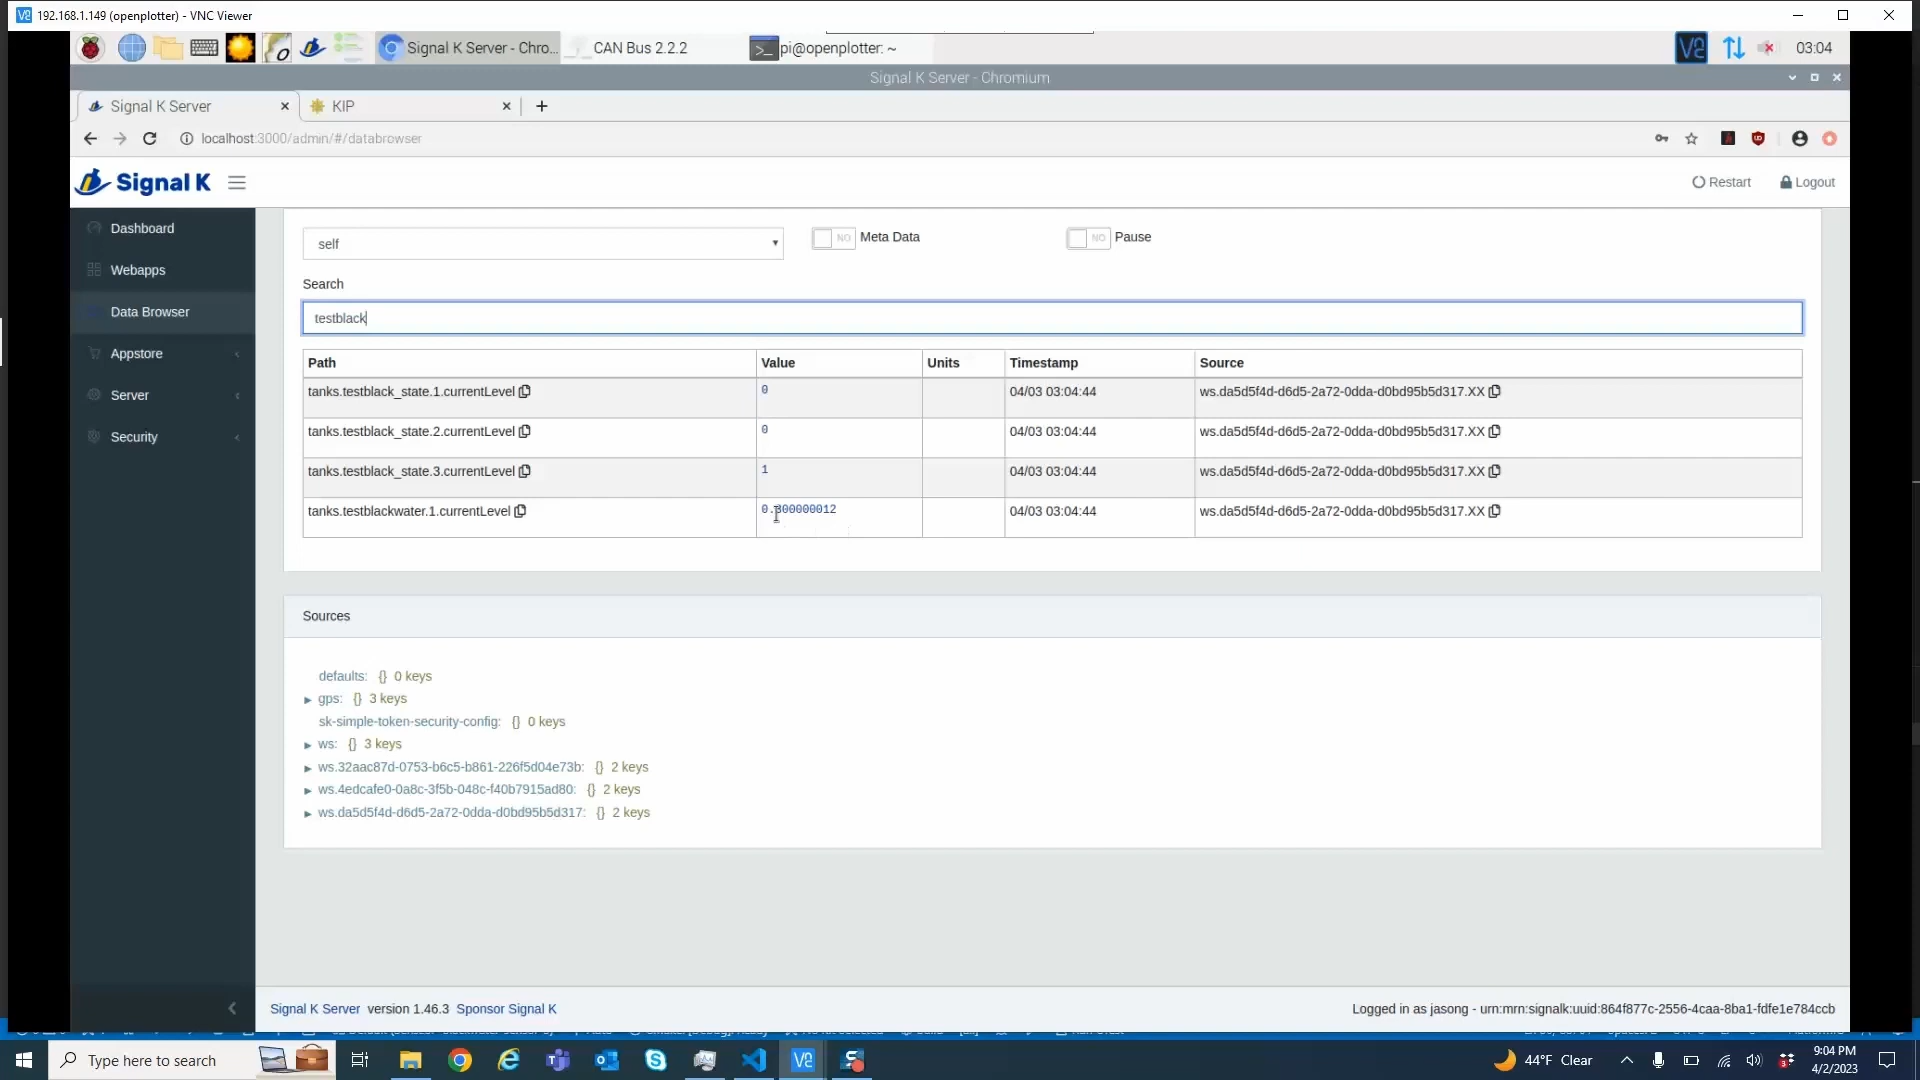 192.168.1.149 (openplotter) - VNC Viewer
Signal K Server - Chro...
CAN Bus 2.2.2
pi@openplotter: ~
03:04
Signal K Server - Chromium
Signal K Server
KIP
localhost:3000/admin/#/databrowser
Signal K
Restart
Logout
Dashboard
Webapps
Data Browser
Appstore
Server
Security
self
NO Meta Data
NO Pause
Search
testblack
Path Value Units Timestamp Source
tanks.testblack_state.1.currentLevel 0 04/03 03:04:44 ws.da5d5f4d-d6d5-2a72-0dda-d0bd95b5d317.XX
tanks.testblack_state.2.currentLevel 0 04/03 03:04:44 ws.da5d5f4d-d6d5-2a72-0dda-d0bd95b5d317.XX
tanks.testblack_state.3.currentLevel 1 04/03 03:04:44 ws.da5d5f4d-d6d5-2a72-0dda-d0bd95b5d317.XX
tanks.testblackwater.1.currentLevel 04/03 03:04:44 ws.da5d5f4d-d6d5-2a72-0dda-d0bd95b5d317.XX
Sources
defaults: {} 0 keys
gps: {} 3 keys
sk-simple-token-security-config: {} 0 keys
ws: {} 3 keys
ws.32aac87d-0753-b6c5-b861-226f5d04e73b: {} 2 keys
ws.4edcafe0-0a8c-3f5b-048c-f40b7915ad80: {} 2 keys
ws.da5d5f4d-d6d5-2a72-0dda-d0bd95b5d317: {} 2 keys
Signal K Server version 1.46.3 Sponsor Signal K
Logged in as jasong - urn:mrn:signalk:uuid:864f877c-2556-4caa-8ba1-fdfe1e784ccb
Type here to search
44°F Clear
9:04 PM
4/2/2023